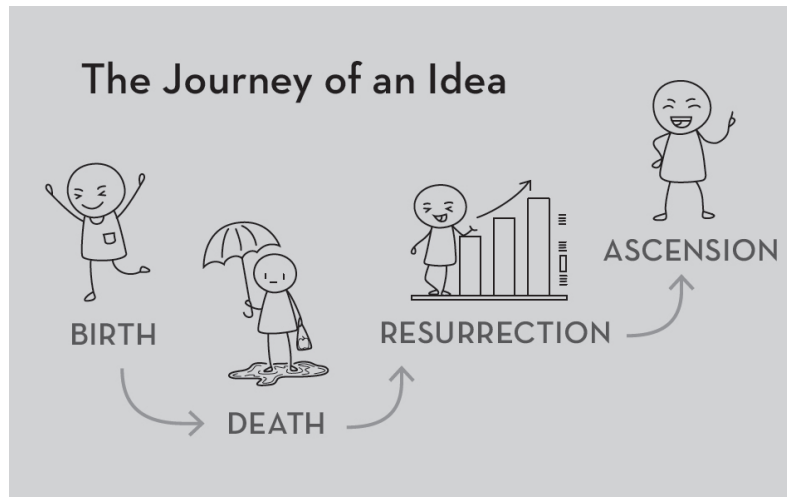 The Journey of an Idea
BIRTH
DEATH
RESURRECTION
ASCENSION